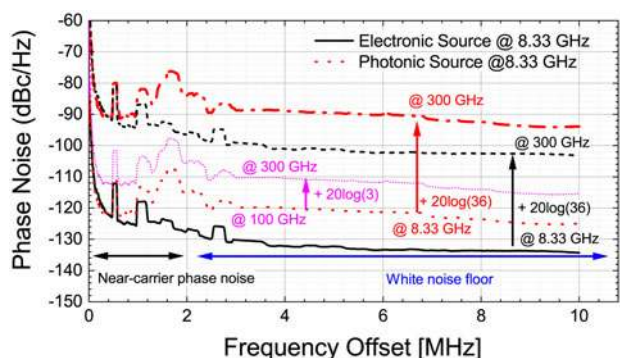 Phase Noise (dBc/Hz)
-60
-70
-80
-90
-100
-110
-120
-130
-140
-150
Electronic Source @ 8.33 GHz
Photonic Source @8.33 GHz
@ 300 GHz
@ 300 GHz
@ 300 GHz
+ 20log(3)
+ 20log(36)
+ 20log(36)
@ 100 GHz
@ 8.33 GHz
@ 8.33 GHz
Near-carrier phase noise
White noise floor
0
2
4
6
8
10
Frequency Offset [MHz]